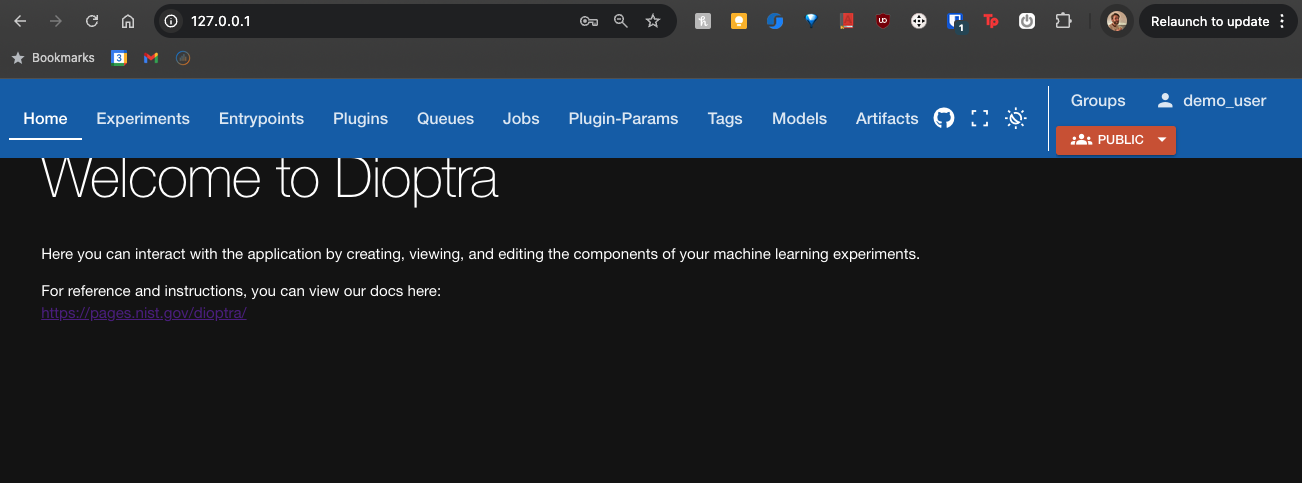 127.0.0.1
Relaunch to update
1
Bookmarks
3
Home Experiments Entrypoints Plugins Queues Jobs Plugin-Params Tags Models Artifacts
Groups demo_user
PUBLIC
Welcome to Dioptra
Here you can interact with the application by creating, viewing, and editing the components of your machine learning experiments.
For reference and instructions, you can view our docs here:
https://pages.nist.gov/dioptra/